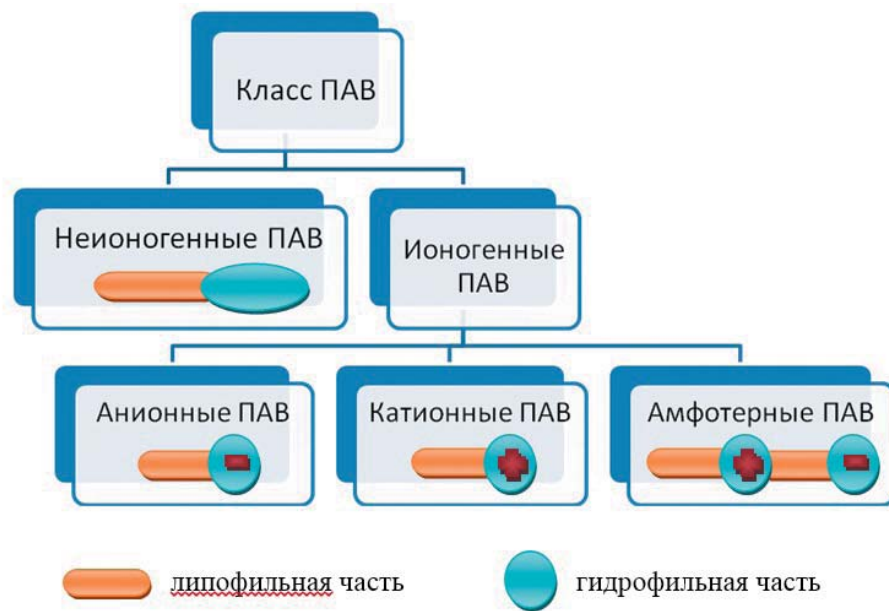 Класс ПАВ
Неионогенные ПАВ
Ионогенные
ПАВ
Анионные ПАВ
Катионные ПАВ
Амфотерные ПАВ
липофильная часть
гидрофильная часть